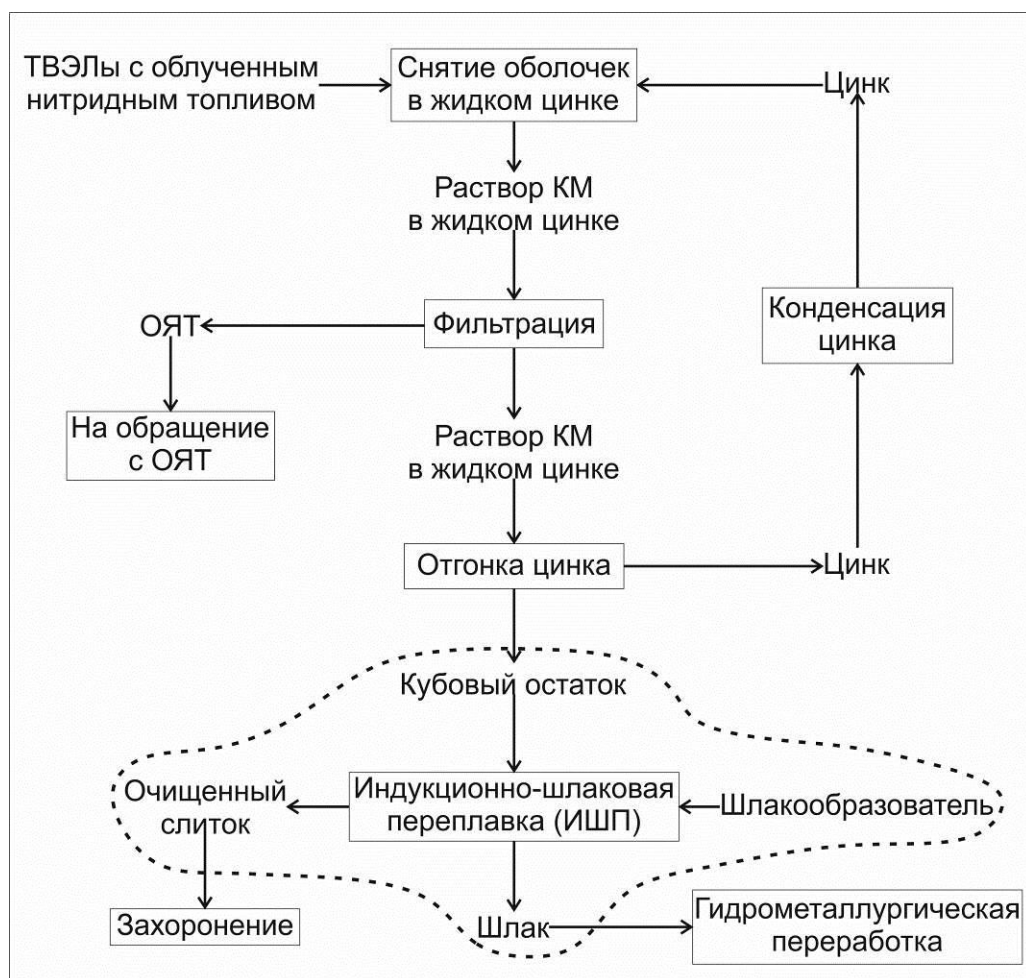 ТВЭЛы с облученным
нитридным топливом
Снятие оболочек
в жидком цинке
Цинк
Раствор КМ
в жидком цинке
ОЯТ
Фильтрация
Конденсация
цинка
На обращение
с ОЯТ
Раствор КМ
в жидком цинке
Отгонка цинка
Цинк
Кубовый остаток
Очищенный
слиток
Индукционно-шлаковая
переплавка (ИШП)
Шлакообразователь
Захоронение
Шлак
Гидрометаллургическая
переработка